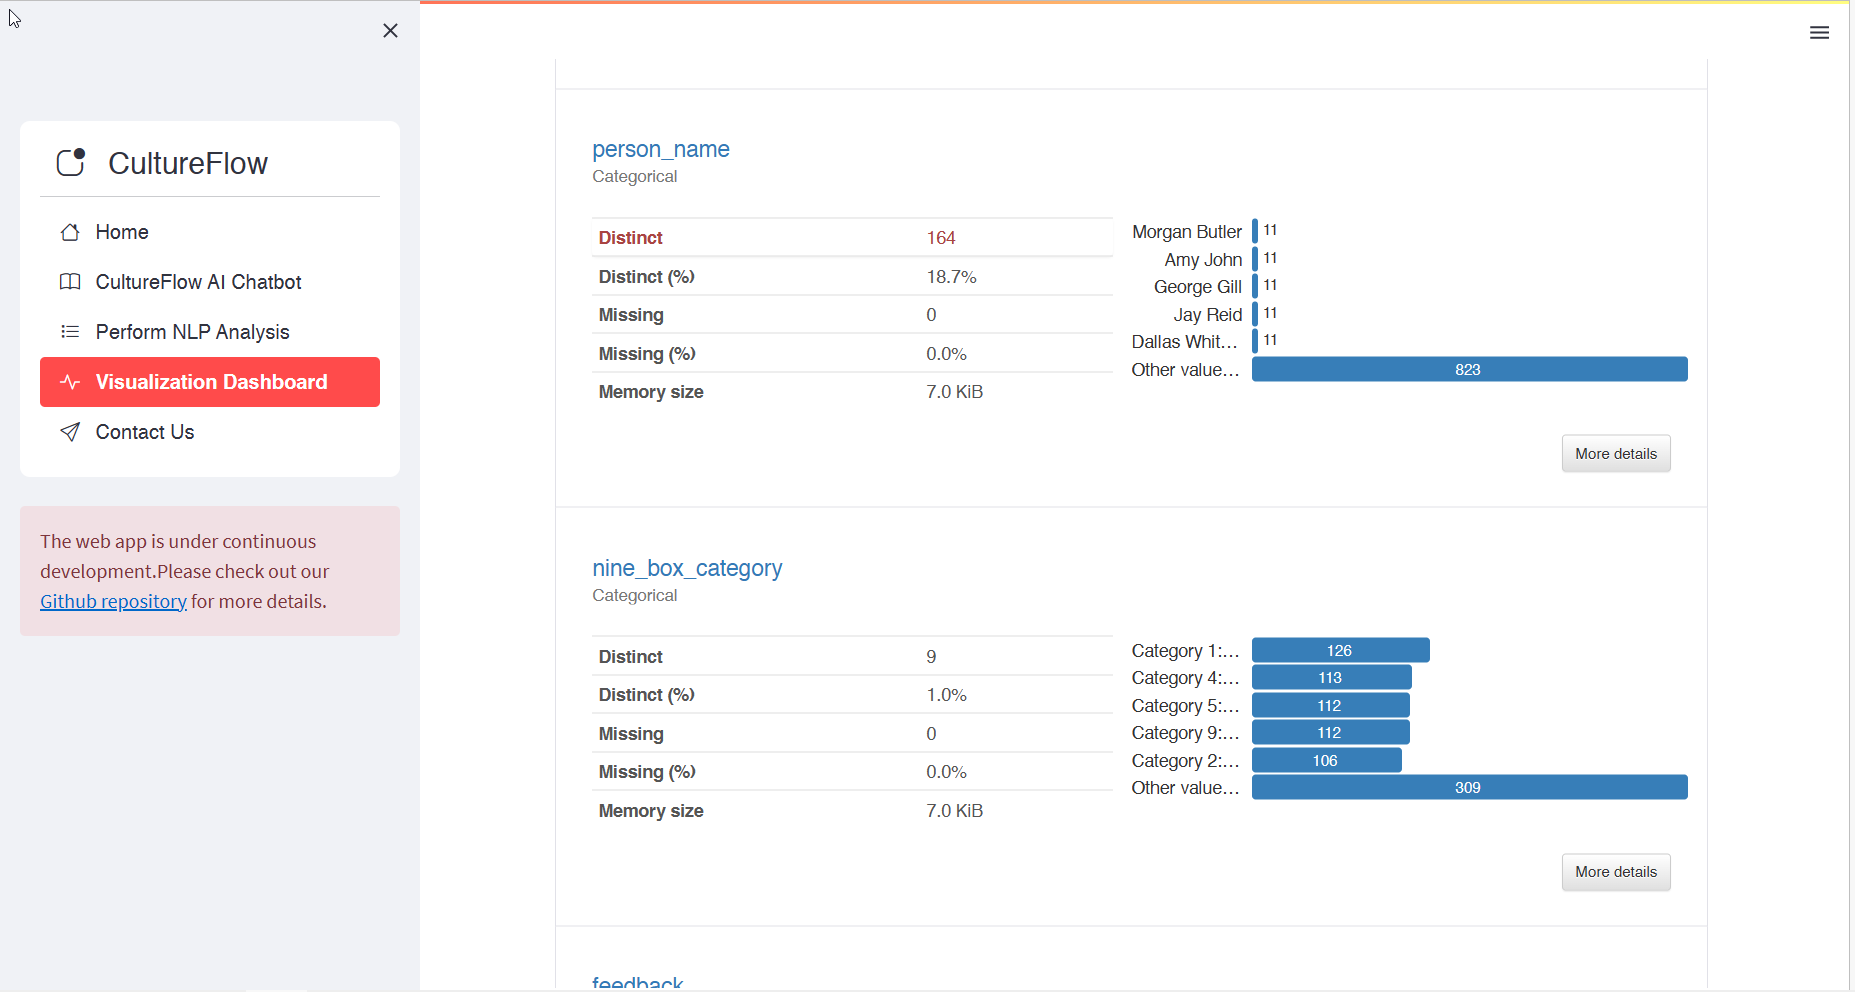 CultureFlow
Home
CultureFlow AI Chatbot
Perform NLP Analysis
Visualization Dashboard
Contact Us
The web app is under continuous
development.Please check out our
Github repository for more details.
person_name
Categorical
Distinct 164
Distinct (%) 18.7%
Missing 0
Missing (%) 0.0%
Memory size 7.0 KiB
Morgan Butler 11
Amy John 11
George Gill 11
Jay Reid 11
Dallas Whit... 11
Other value... 823
More details
nine_box_category
Categorical
Distinct 9
Distinct (%) 1.0%
Missing 0
Missing (%) 0.0%
Memory size 7.0 KiB
Category 1:... 126
Category 4:... 113
Category 5:... 112
Category 9:... 112
Category 2:... 106
Other value... 309
More details
feedback